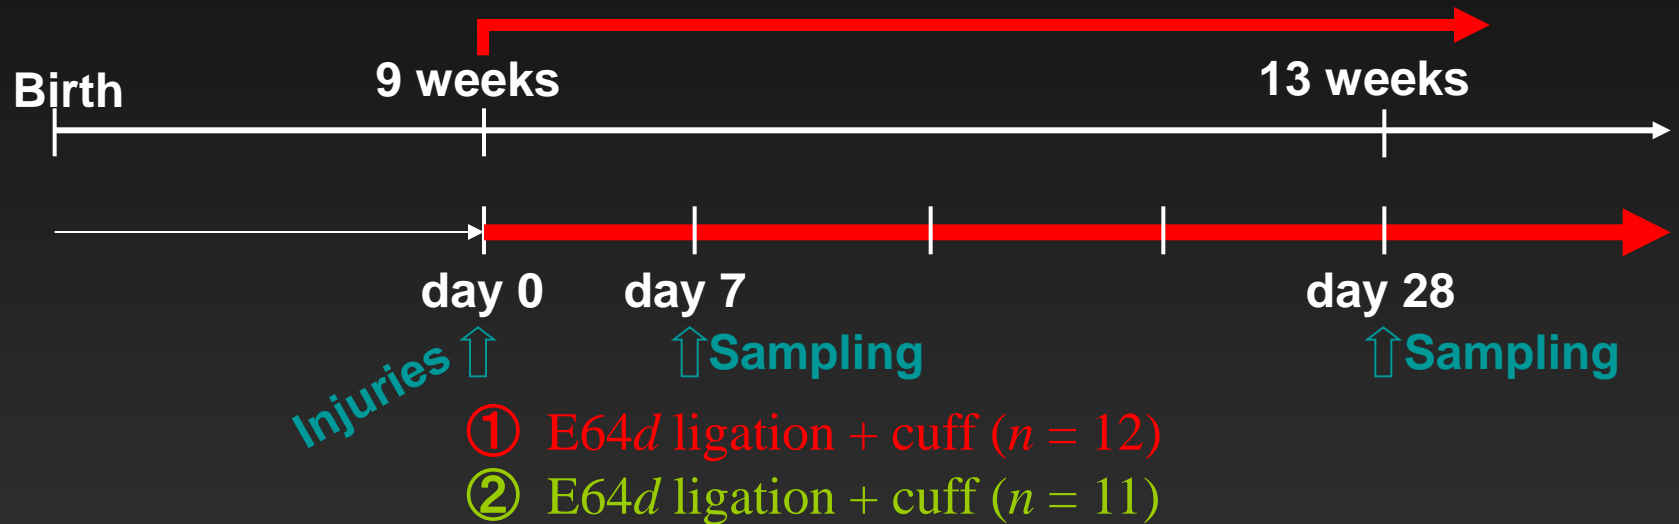 Birth
9 weeks
13 weeks
day 0
day 7
day 28
Injuries
Sampling
Sampling
① E64d ligation + cuff (n = 12)
② E64d ligation + cuff (n = 11)